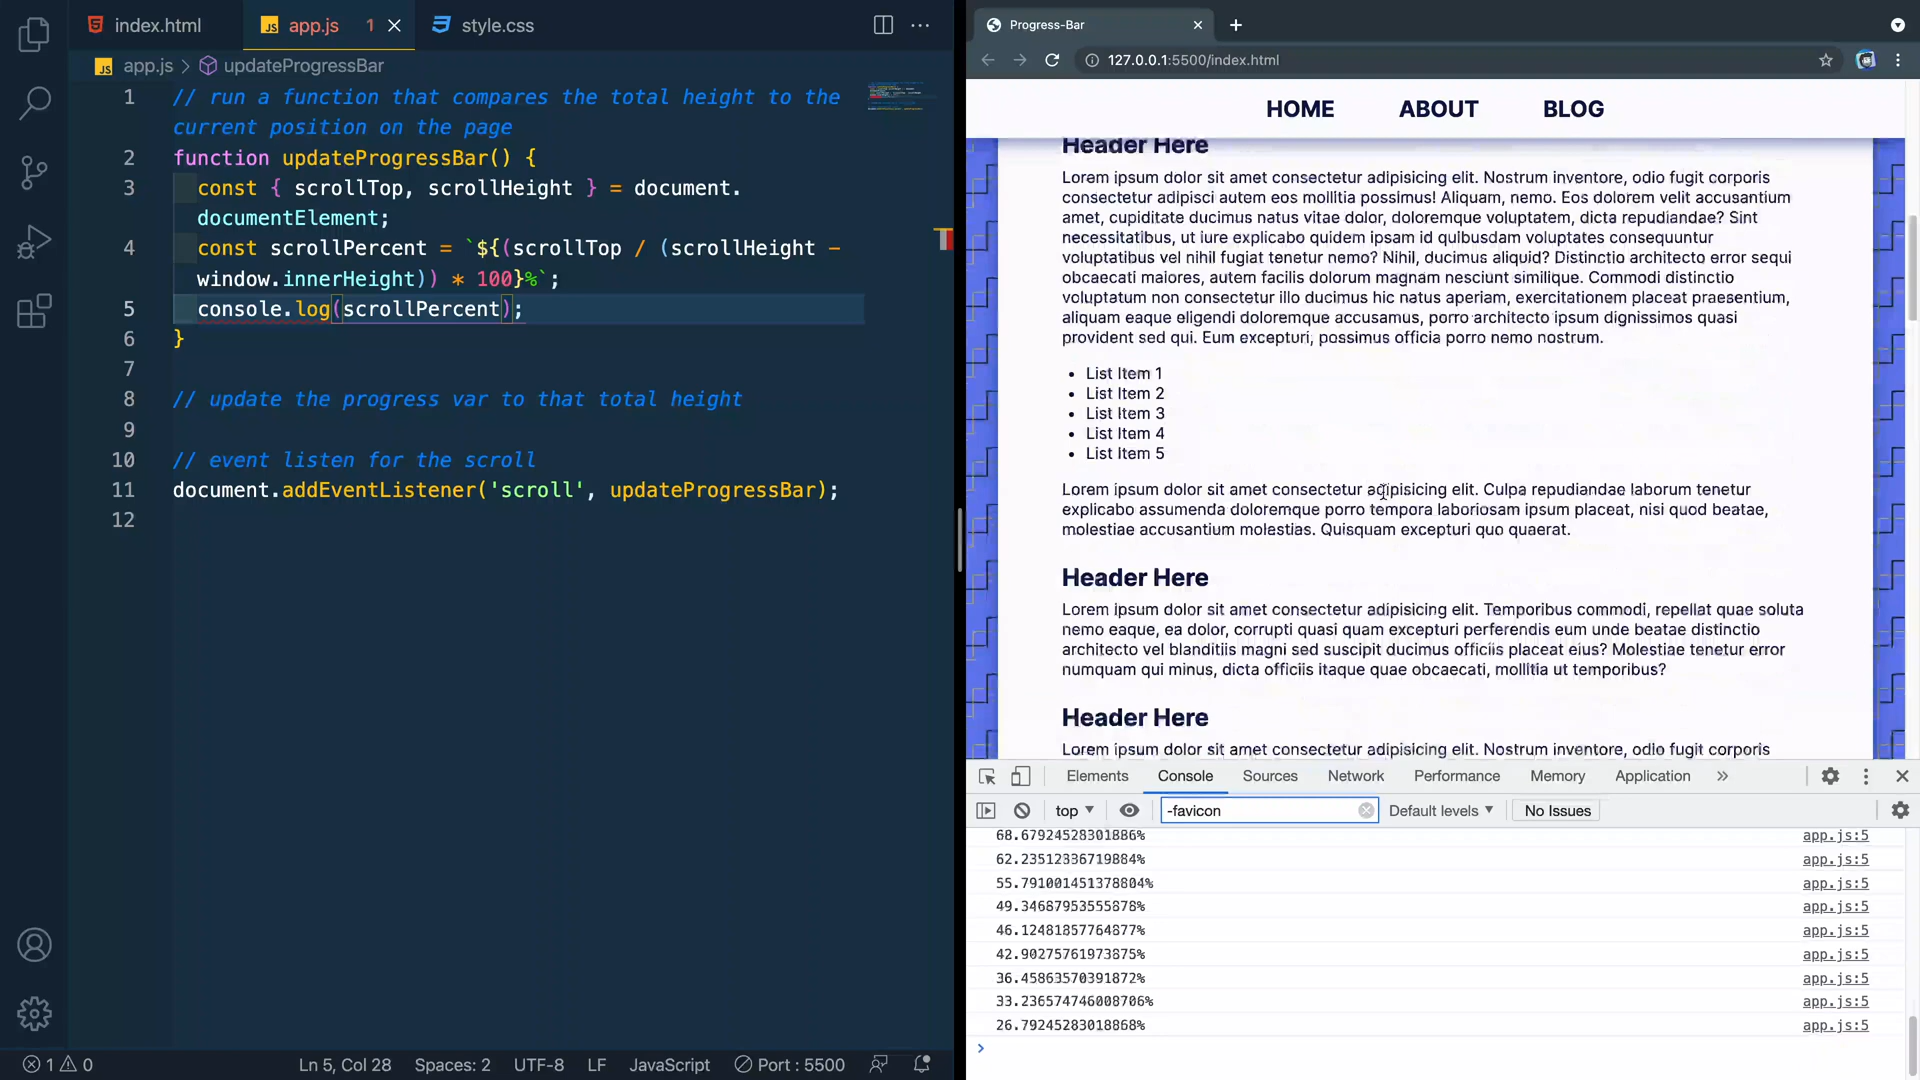 index.html
app.js 1
style.css
app.js > updateProgressBar
1 // run a function that compares the total height to the
current position on the page
2 function updateProgressBar() {
3 const { scrollTop, scrollHeight } = document.
documentElement;
4 const scrollPercent = `${(scrollTop / (scrollHeight -
window.innerHeight)) * 100}%`;
5 console.log(scrollPercent);
6 }
7
8 // update the progress var to that total height
9
10 // event listen for the scroll
11 document.addEventListener('scroll', updateProgressBar);
12
1 0
Ln 5, Col 28 Spaces: 2 UTF-8 LF JavaScript Port : 5500
Progress-Bar
127.0.0.1:5500/index.html
HOME ABOUT BLOG
Header Here
Lorem ipsum dolor sit amet consectetur adipisicing elit. Nostrum inventore, odio fugit corporis
consectetur adipisci autem eos mollitia possimus! Aliquam, nemo. Eos dolorem velit accusantium
amet, cupiditate ducimus natus vitae dolor, doloremque voluptatem, dicta repudiandae? Sint
necessitatibus, ut iure explicabo quidem ipsam id quibusdam voluptates consequuntur
voluptatibus vel nihil fugiat tenetur nemo? Nihil, ducimus aliquid? Distinctio architecto error sequi
obcaecati maiores, autem facilis dolorum magnam nesciunt similique. Commodi distinctio
voluptatum non consectetur illo ducimus hic natus aperiam, exercitationem placeat praesentium,
aliquam eaque eligendi doloremque accusamus, porro architecto ipsum dignissimos quasi
provident sed qui. Eum excepturi, possimus officia porro nemo nostrum.
• List Item 1
• List Item 2
• List Item 3
• List Item 4
• List Item 5
Lorem ipsum dolor sit amet consectetur adipisicing elit. Culpa repudiandae laborum tenetur
explicabo assumenda doloremque porro tempora laboriosam ipsum placeat, nisi quod beatae,
molestiae accusantium molestias. Quisquam excepturi quo quaerat.
Header Here
Lorem ipsum dolor sit amet consectetur adipisicing elit. Temporibus commodi, repellat quae soluta
nemo eaque, ea dolor, corrupti quasi quam excepturi perferendis eum unde beatae distinctio
architecto vel blanditiis magni sed suscipit ducimus officiis placeat eius? Molestiae tenetur error
numquam qui minus, dicta officiis itaque quae obcaecati, mollitia ut temporibus?
Header Here
Lorem ipsum dolor sit amet consectetur adipisicing elit. Nostrum inventore, odio fugit corporis
Elements Console Sources Network Performance Memory Application »
top -favicon Default levels No Issues
68.67924528301886% app.js:5
62.23512336719884% app.js:5
55.791001451378804% app.js:5
49.34687953555878% app.js:5
46.12481857764877% app.js:5
42.90275761973875% app.js:5
36.45863570391872% app.js:5
33.236574746008706% app.js:5
26.79245283018868% app.js:5
>